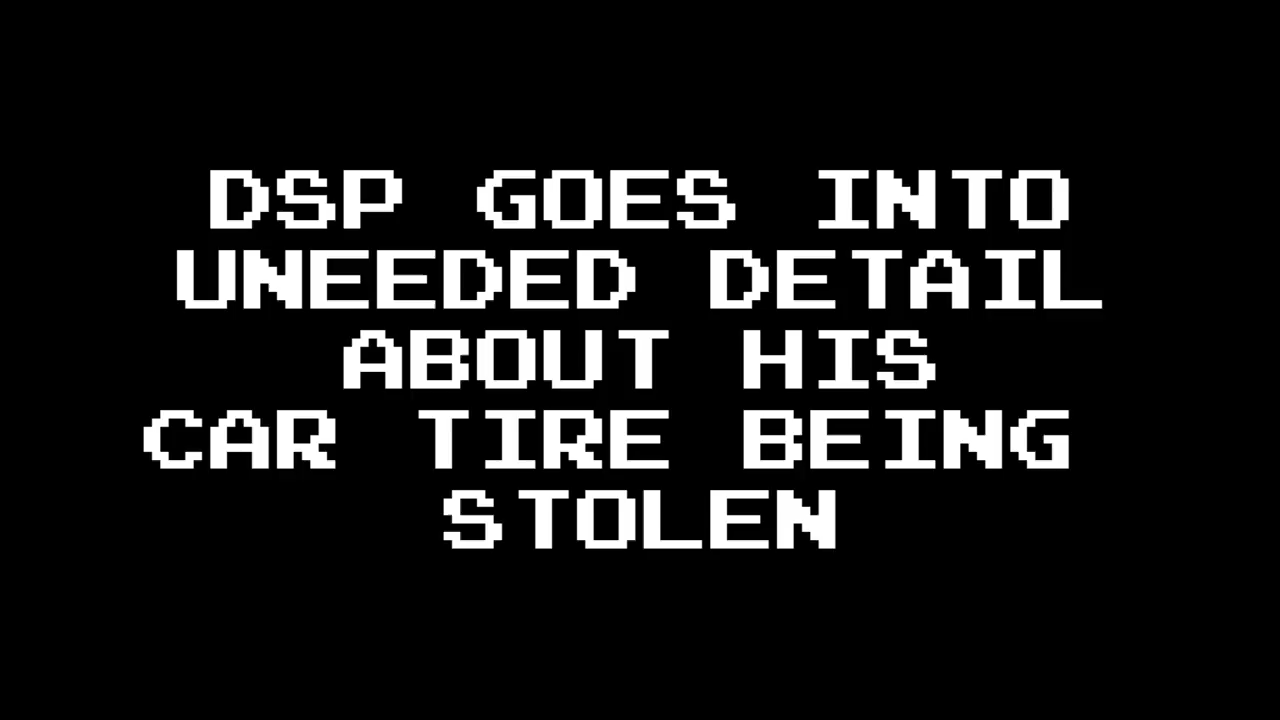 DSP GOES INTO
UNEEDED DETAIL
ABOUT HIS
CAR TIRE BEING
STOLEN